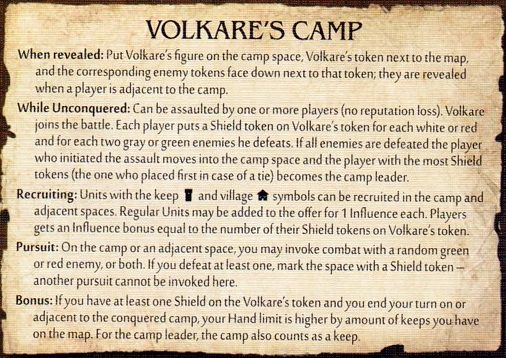 VOLKARE'S CAMP
When revealed: Put Volkare's figure on the camp space, Volkare's token next to the map,
and the corresponding enemy tokens face down next to that token; they are revealed
when a player is adjacent to the camp.
While Unconquered: Can be assaulted by one or more players (no reputation loss). Volkare
joins the battle. Each player puts a Shield token on Volkare's token for each white or red
and for each two gray or green enemies he defeats. If all enemies are defeated the player
who initiated the assault moves into the camp space and the player with the most Shield
tokens (the one who placed first in case of a tie) becomes the camp leader.
Recruiting: Units with the keep and village symbols can be recruited in the camp and
adjacent spaces. Regular Units may be added to the offer for 1 Influence each. Players
get an Influence bonus equal to the number of their Shield tokens on Volkare's token.
Pursuit: On the camp or an adjacent space, you may invoke combat with a random green
or red enemy, or both. If you defeat at least one, mark the space with a Shield token –
another pursuit cannot be invoked here.
Bonus: If you have at least one Shield on the Volkare's token and you end your turn on or
adjacent to the conquered camp, your Hand limit is higher by amount of keeps you have
on the map. For the camp leader, the camp also counts as a keep.